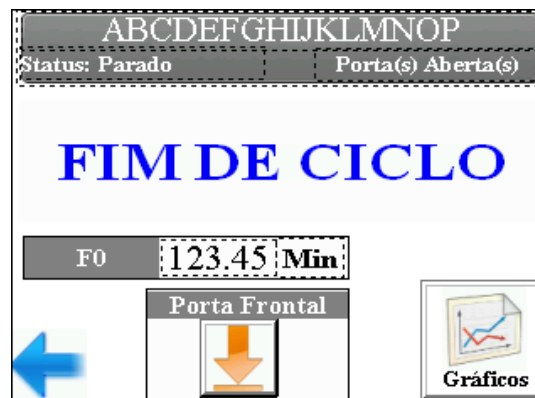 ABCDEFGHIJKLMNOP
Status: Parado Porta(s) Aberta(s)
FIM DE CICLO
F0 123.45 Min
Porta Frontal
Gráficos